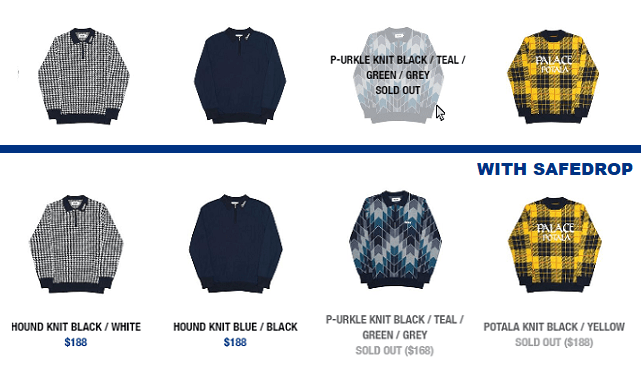 P-URKLE KNIT BLACK / TEAL /
GREEN / GREY
SOLD OUT
PALACE
POTALA
WITH SAFEDROP
PALACE
POTALA
HOUND KNIT BLACK / WHITE
$188
HOUND KNIT BLUE / BLACK
$188
P-URKLE KNIT BLACK / TEAL /
GREEN / GREY
SOLD OUT ($168)
POTALA KNIT BLACK / YELLOW
SOLD OUT ($188)